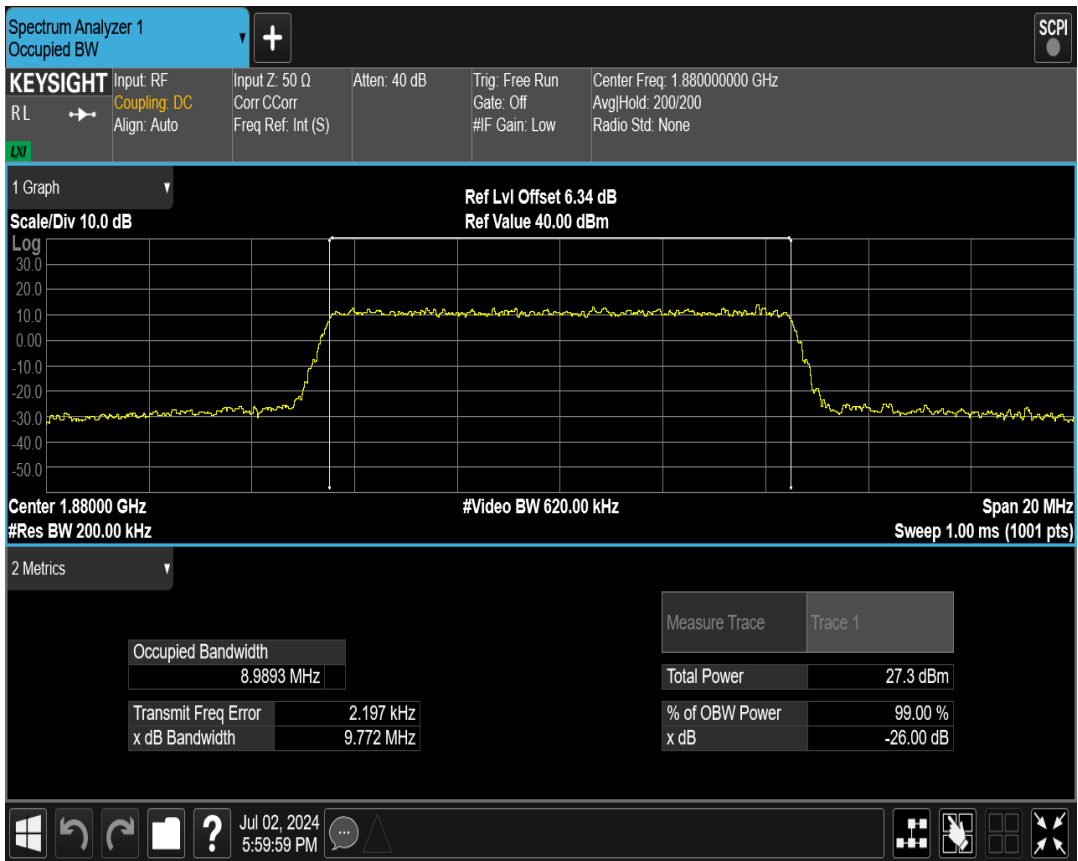 Spectrum Analyzer 1
Occupied BW
+
SCPI
KEYSIGHT
RL
LXI
Input: RF
Coupling: DC
Align: Auto
Input Z: 50 Ω
Corr CCorr
Freq Ref: Int (S)
Atten: 40 dB
Trig: Free Run
Gate: Off
#IF Gain: Low
Center Freq: 1.880000000 GHz
Avg|Hold: 200/200
Radio Std: None
1 Graph
Ref Lvl Offset 6.34 dB
Scale/Div 10.0 dB
Ref Value 40.00 dBm
Log
30.0
20.0
10.0
0.00
-10.0
-20.0
-30.0
-40.0
-50.0
Center 1.88000 GHz
#Video BW 620.00 kHz
Span 20 MHz
#Res BW 200.00 kHz
Sweep 1.00 ms (1001 pts)
2 Metrics
Measure Trace
Trace 1
Occupied Bandwidth
8.9893 MHz
Total Power
27.3 dBm
Transmit Freq Error
2.197 kHz
% of OBW Power
99.00 %
x dB Bandwidth
9.772 MHz
x dB
-26.00 dB
?
Jul 02, 2024
5:59:59 PM